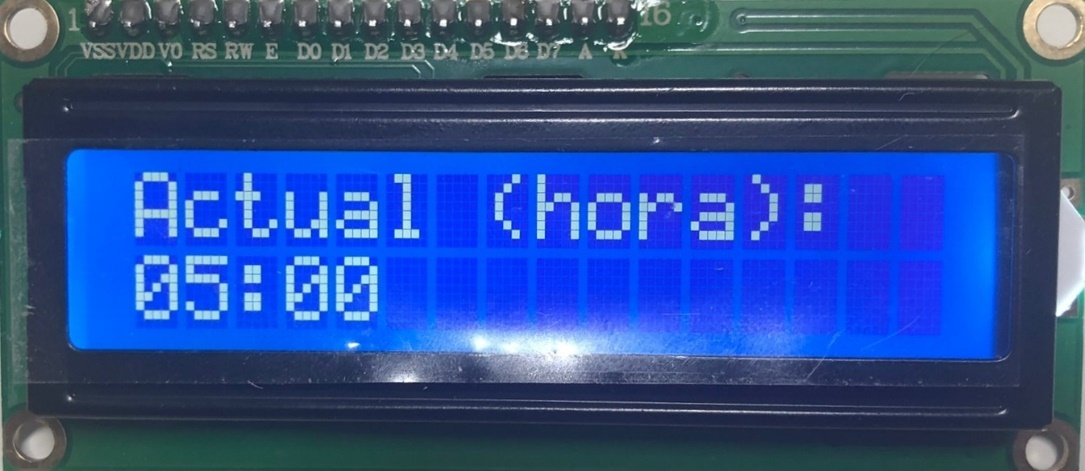 1 16
VSS VDD V0 RS RW E D0 D1 D2 D3 D4 D5 D6 D7 A K
Actual (hora):
05:00